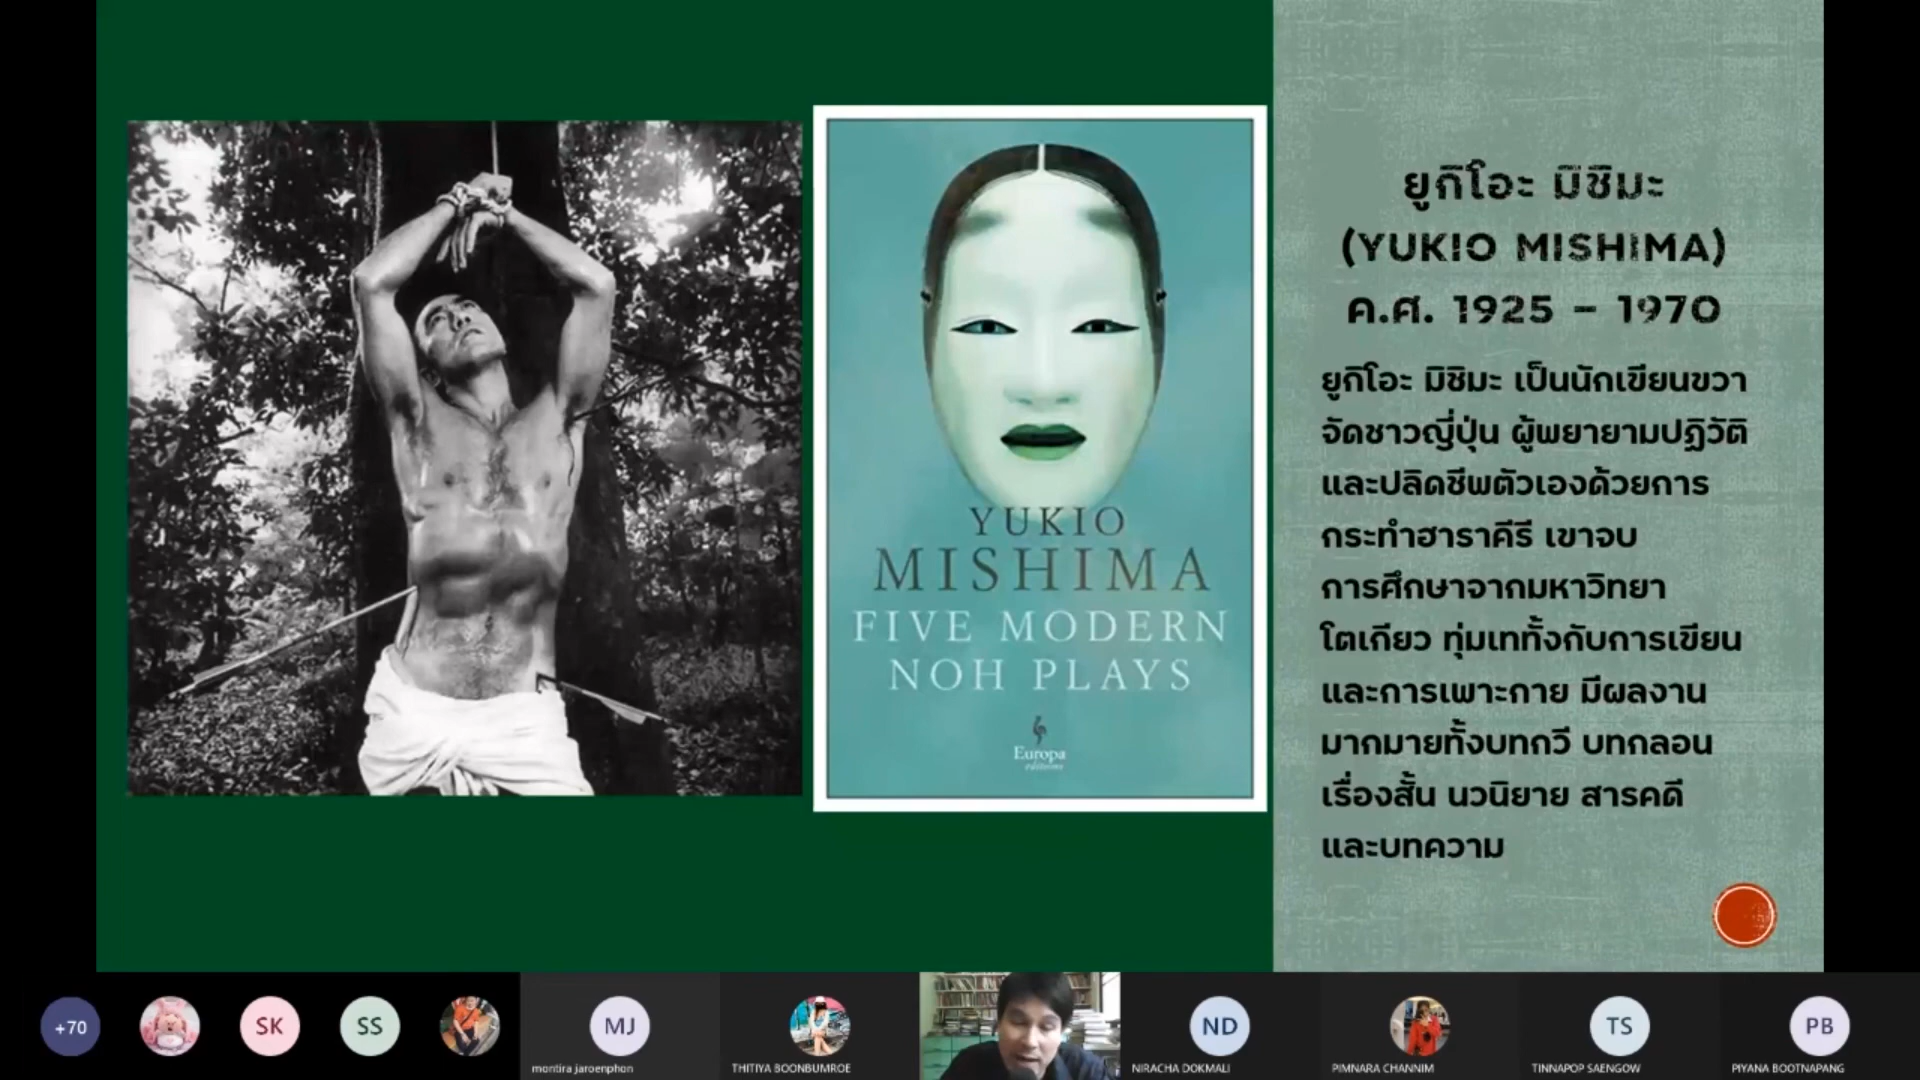 YUKIO
MISHIMA
FIVE MODERN
NOH PLAYS
Europa
editions
ยูกิโอะ มิชิมะ
(YUKIO MISHIMA)
ค.ศ. 1925 – 1970
ยูกิโอะ มิชิมะ เป็นนักเขียนขวา
จัดชาวญี่ปุ่น ผู้พยายามปฏิวัติ
และปลิดชีพตัวเองด้วยการ
กระทำฮาราคีรี เขาจบ
การศึกษาจากมหาวิทยา
โตเกียว ทุ่มเททั้งกับการเขียน
และการเพาะกาย มีผลงาน
มากมายทั้งบทกวี บทกลอน
เรื่องสั้น นวนิยาย สารคดี
และบทความ
+70
SK
SS
MJ
montira jaroenphon
THITIYA BOONBUMROE
ND
NIRACHA DOKMALI
PIMNARA CHANNIM
TS
TINNAPOP SAENGOW
PB
PIYANA BOOTNAPANG